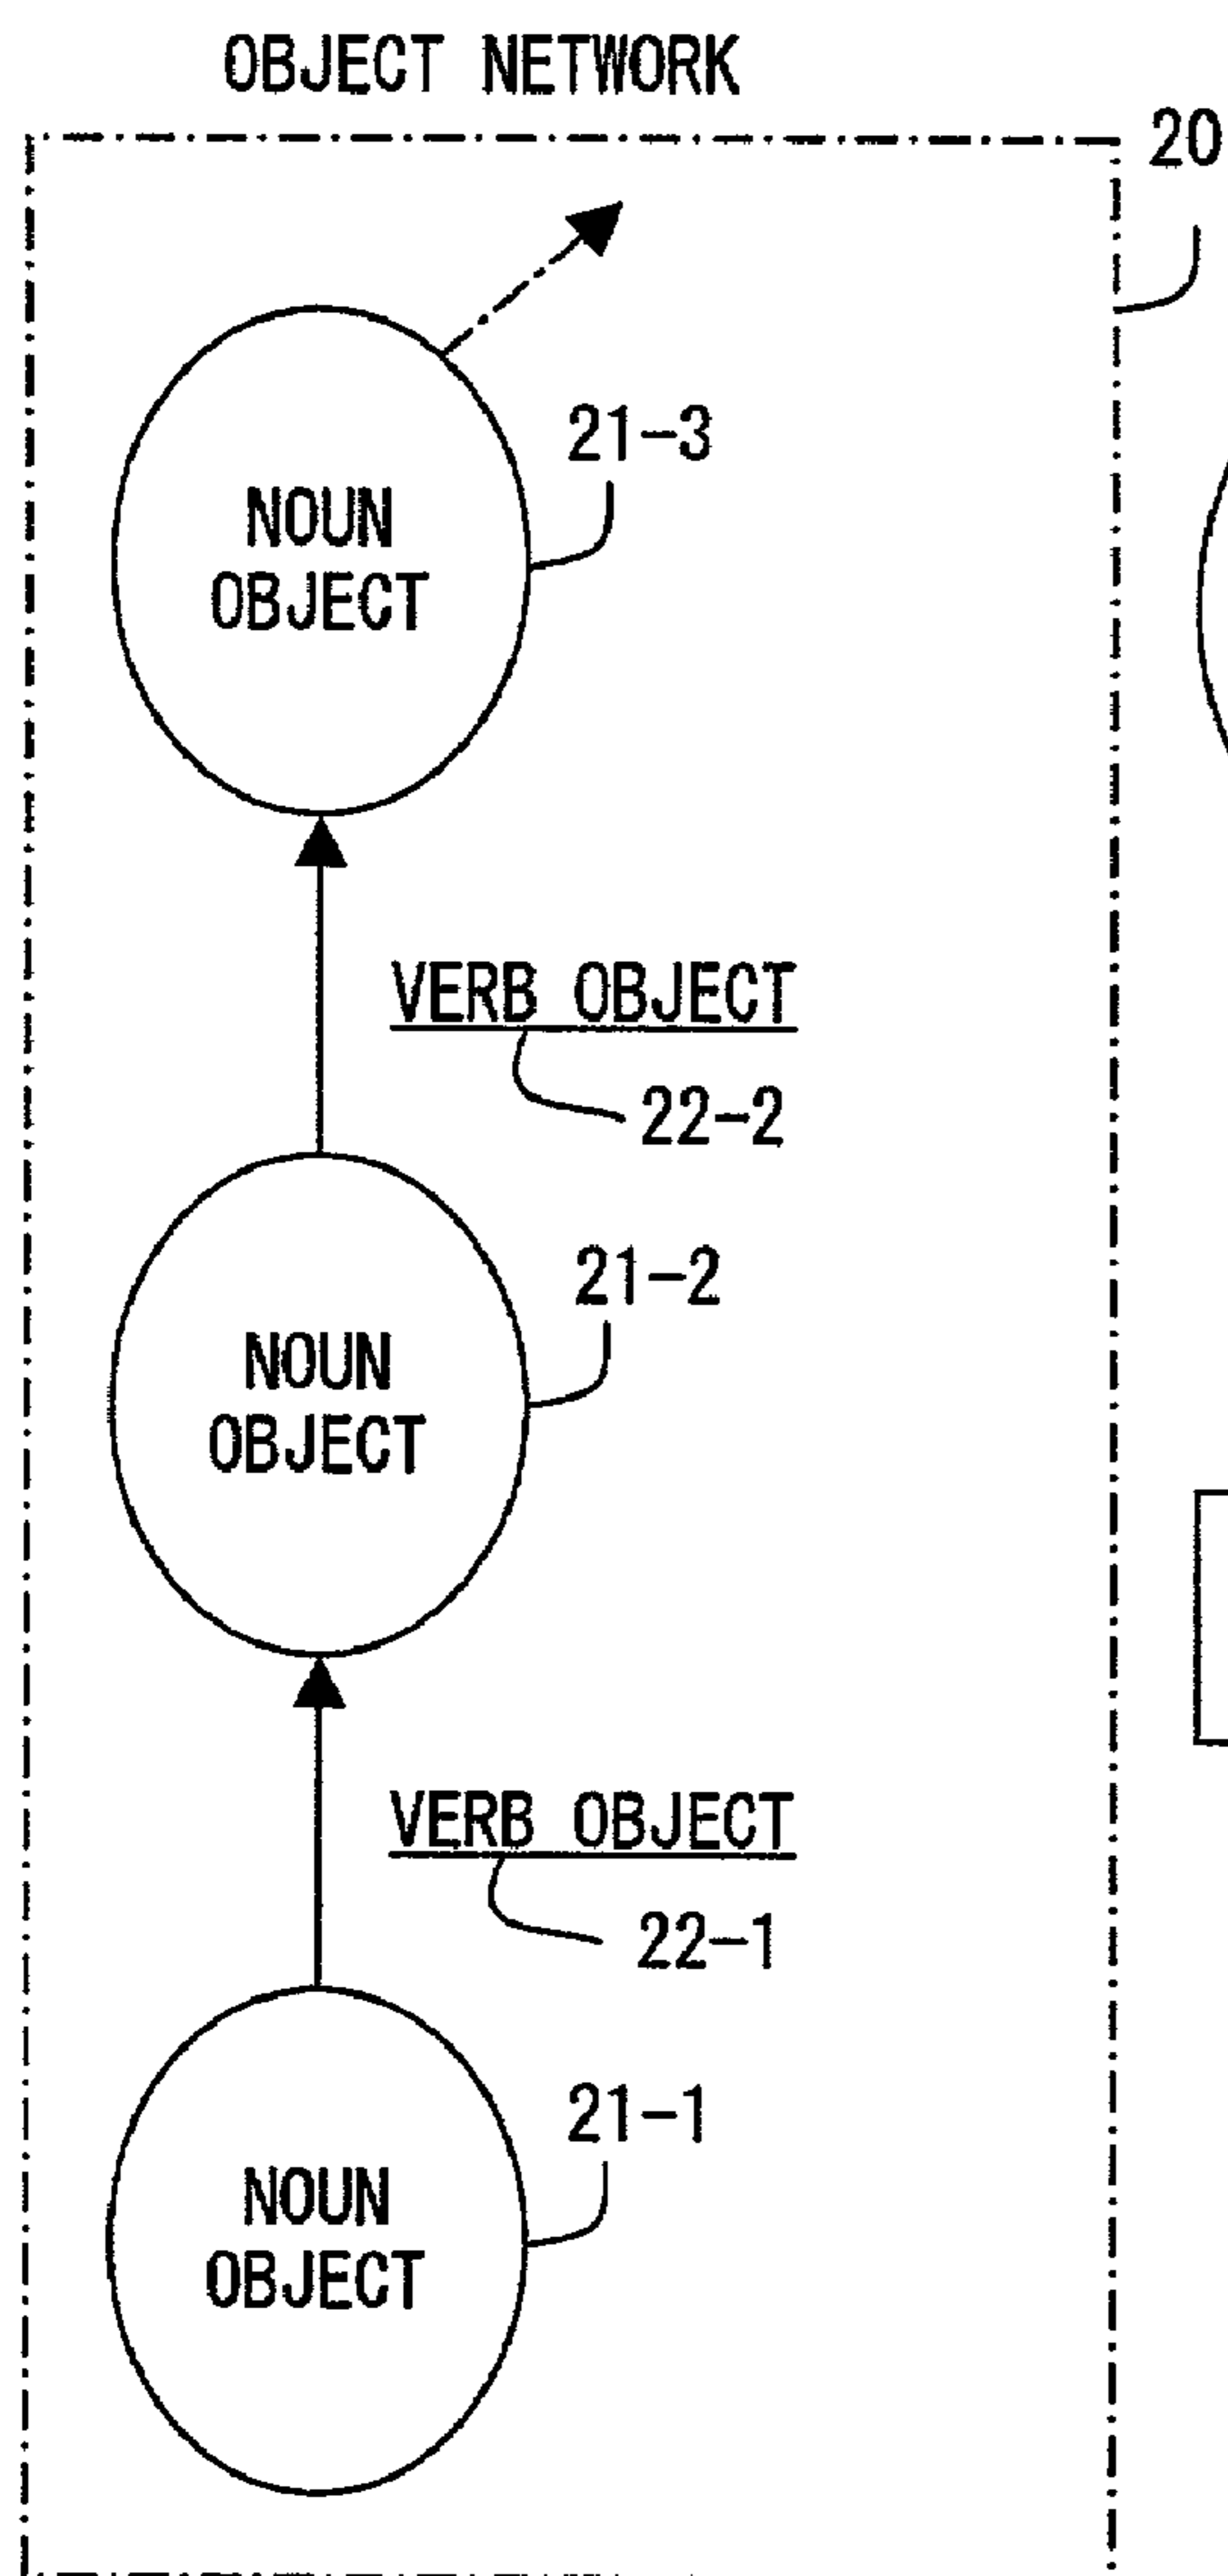 OBJECT NETWORK
20
21-3
NOUN
OBJECT
VERB OBJECT
22-2
21-2
NOUN
OBJECT
VERB OBJECT
22-1
21-1
NOUN
OBJECT